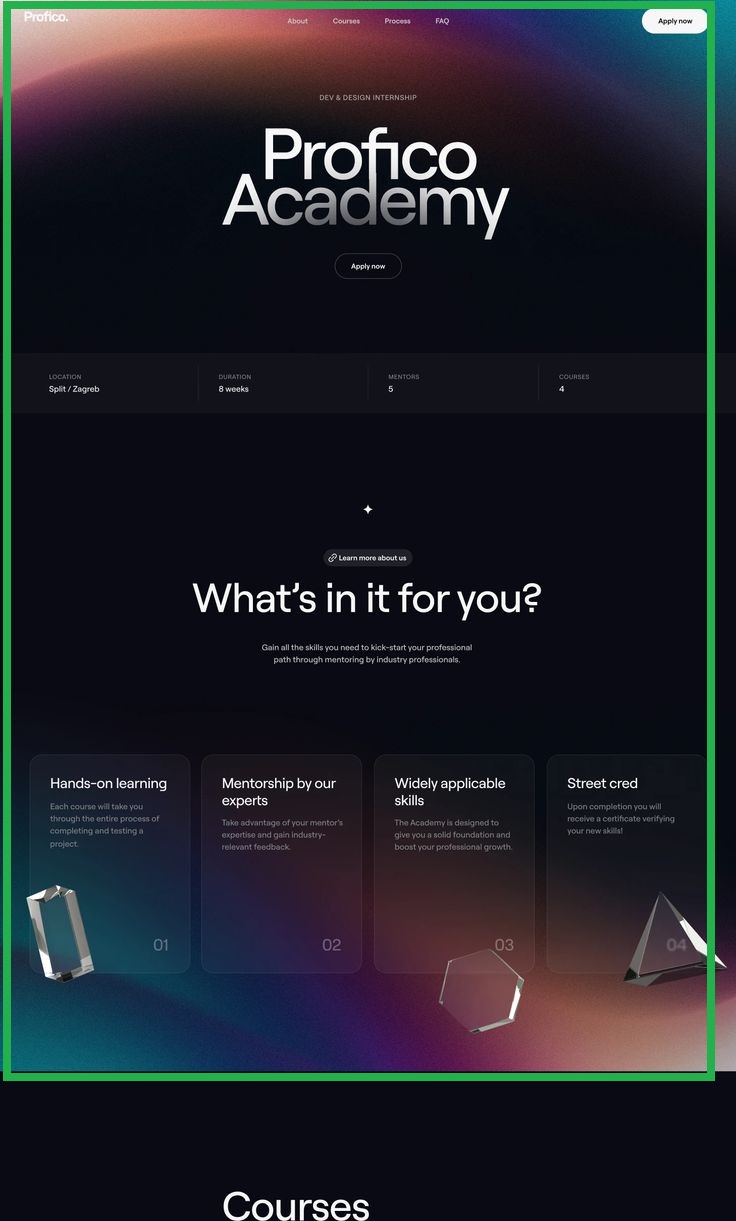 Profico.
About Courses Process FAQ
Apply now
DEV & DESIGN INTERNSHIP
Profico
Academy
Apply now
LOCATION
Split / Zagreb
DURATION
8 weeks
MENTORS
5
COURSES
4
Learn more about us
What's in it for you?
Gain all the skills you need to kick-start your professional
path through mentoring by industry professionals.
Hands-on learning
Each course will take you
through the entire process of
completing and testing a
project.
01
Mentorship by our
experts
Take advantage of your mentor's
expertise and gain industry-
relevant feedback.
02
Widely applicable
skills
The Academy is designed to
give you a solid foundation and
boost your professional growth.
03
Street cred
Upon completion you will
receive a certificate verifying
your new skills!
04
Courses